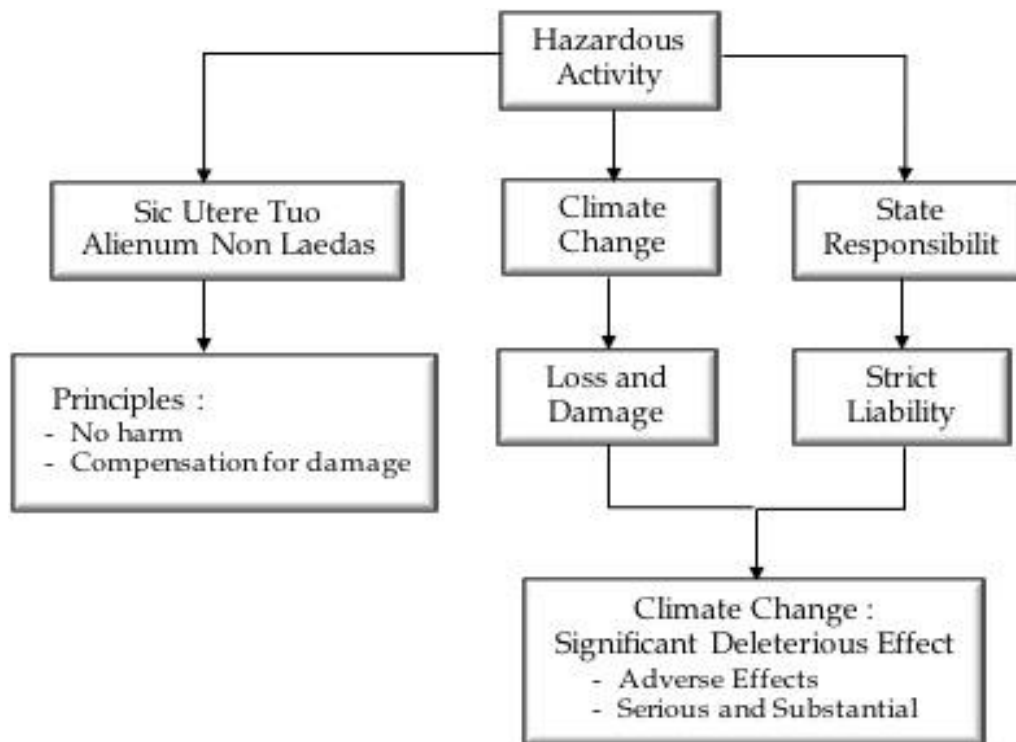 Hazardous
Activity
Sic Utere Tuo
Alienum Non Laedas
Climate
Change
State
Responsibilit
Principles :
- No harm
- Compensation for damage
Loss and
Damage
Strict
Liability
Climate Change :
Significant Deleterious Effect
- Adverse Effects
- Serious and Substantial